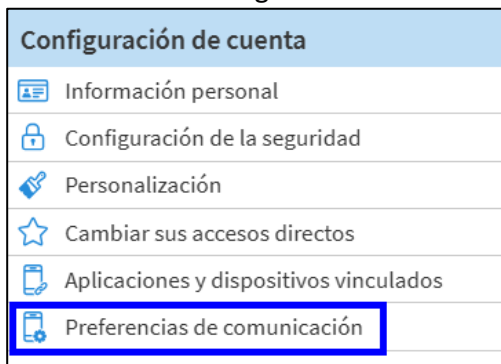 Configuración de cuenta
Información personal
Configuración de la seguridad
Personalización
Cambiar sus accesos directos
Aplicaciones y dispositivos vinculados
Preferencias de comunicación